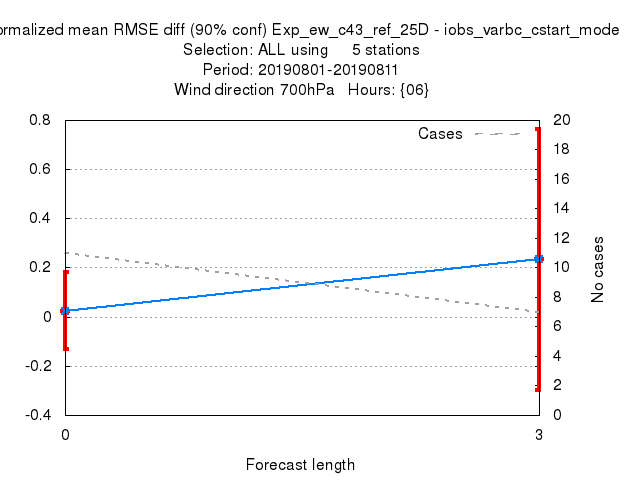 ormalized mean RMSE diff (90% conf) Exp_ew_c43_ref_25D - iobs_varbc_cstart_mode
Selection: ALL using 5 stations
Period: 20190801-20190811
Wind direction 700hPa Hours: {06}
Cases
0.8
0.6
0.4
0.2
0
-0.2
-0.4
20
18
16
14
12
10
8
6
4
2
0
No cases
0 3
Forecast length